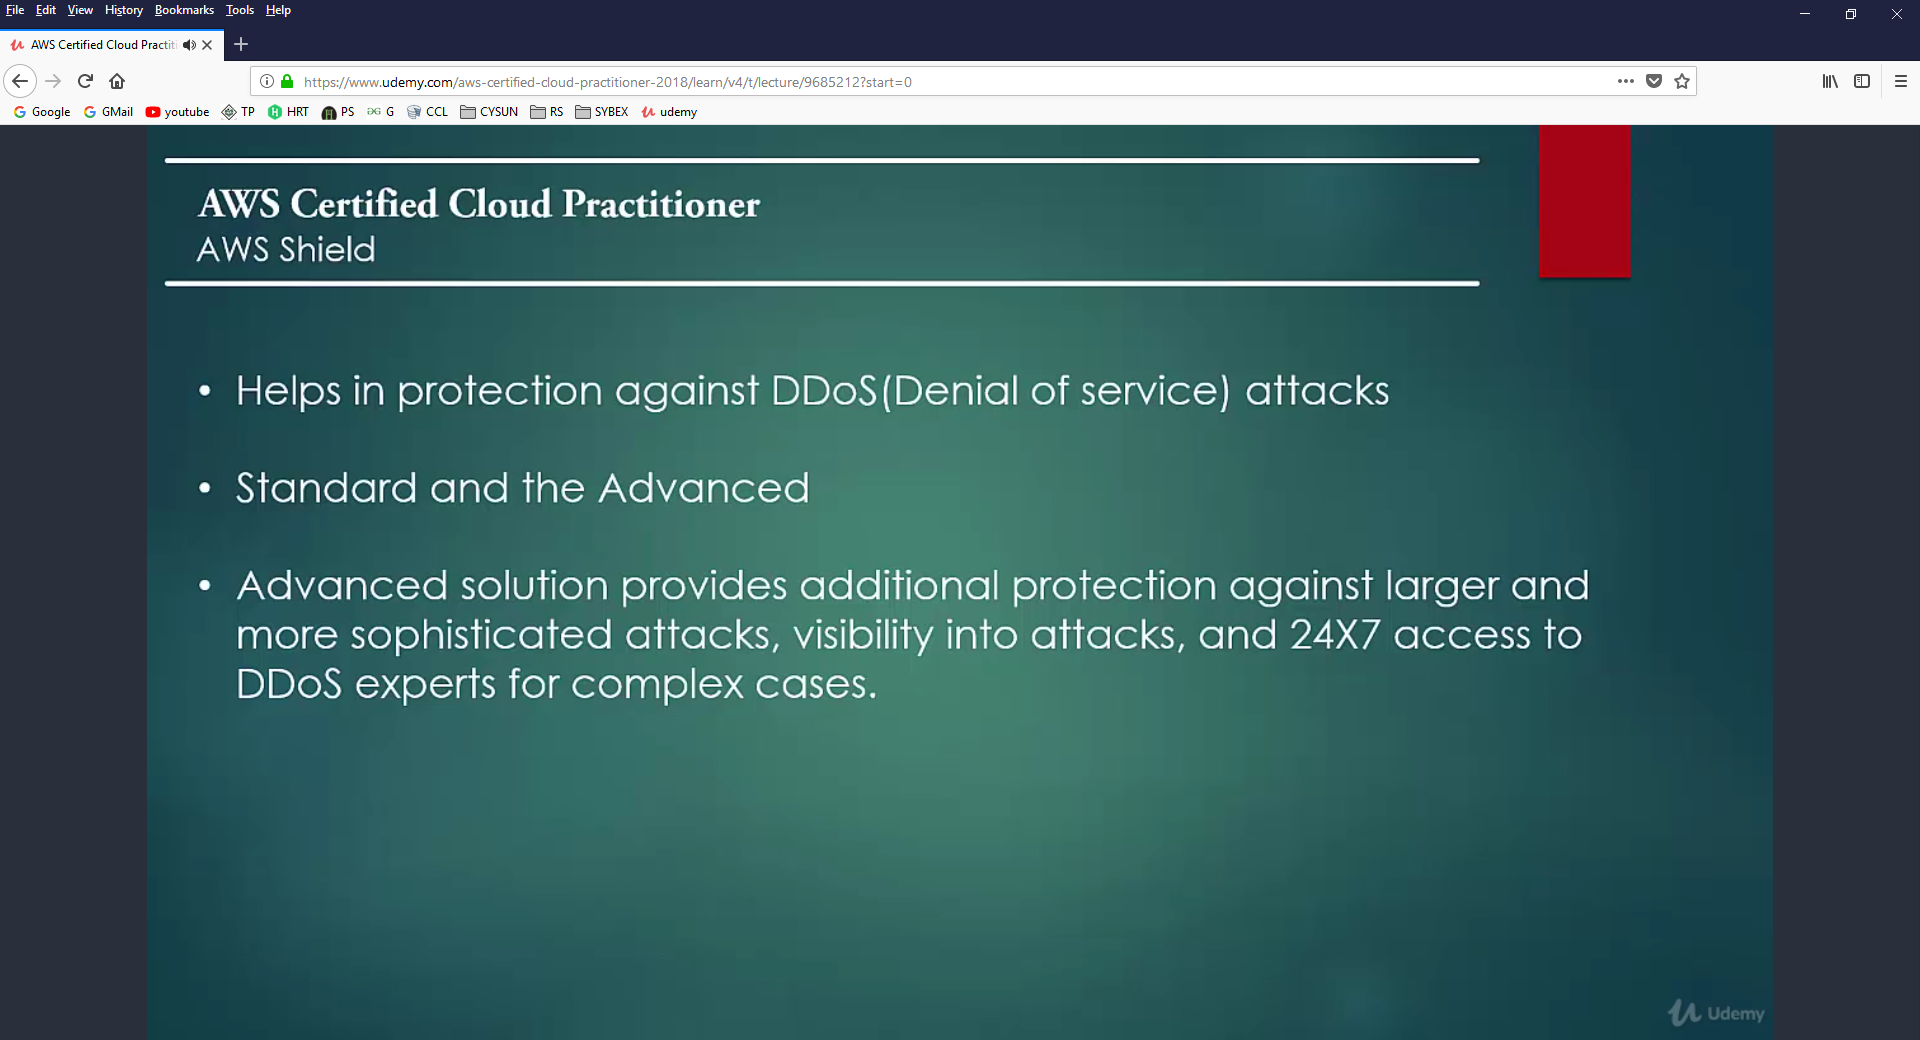 File Edit View History Bookmarks Tools Help
AWS Certified Cloud Practiti
https://www.udemy.com/aws-certified-cloud-practitioner-2018/learn/v4/t/lecture/9685212?start=0
Google GMail youtube TP HRT PS G CCL CYSUN RS SYBEX udemy
AWS Certified Cloud Practitioner
AWS Shield
• Helps in protection against DDoS(Denial of service) attacks
• Standard and the Advanced
• Advanced solution provides additional protection against larger and
more sophisticated attacks, visibility into attacks, and 24X7 access to
DDoS experts for complex cases.
Udemy